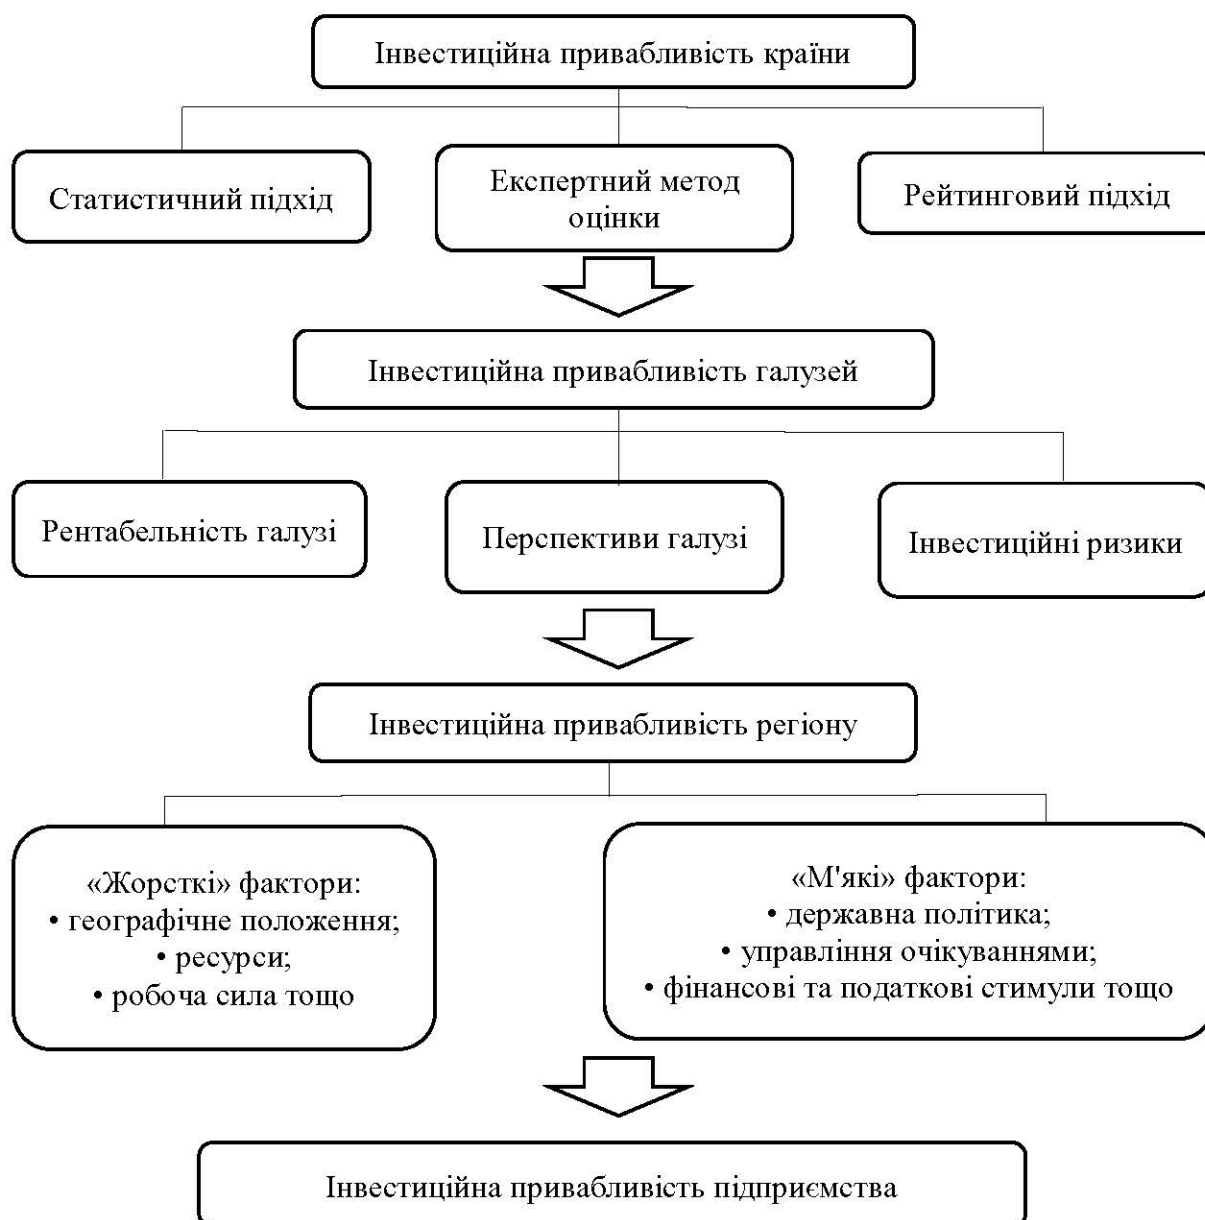 Інвестиційна привабливість країни
Статистичний підхід
Експертний метод
оцінки
Рейтинговий підхід
Інвестиційна привабливість галузей
Рентабельність галузі
Перспективи галузі
Інвестиційні ризики
Інвестиційна привабливість регіону
«Жорсткі» фактори:
• географічне положення;
• ресурси;
• робоча сила тощо
«М'які» фактори:
• державна політика;
• управління очікуваннями;
• фінансові та податкові стимули тощо
Інвестиційна привабливість підприємства